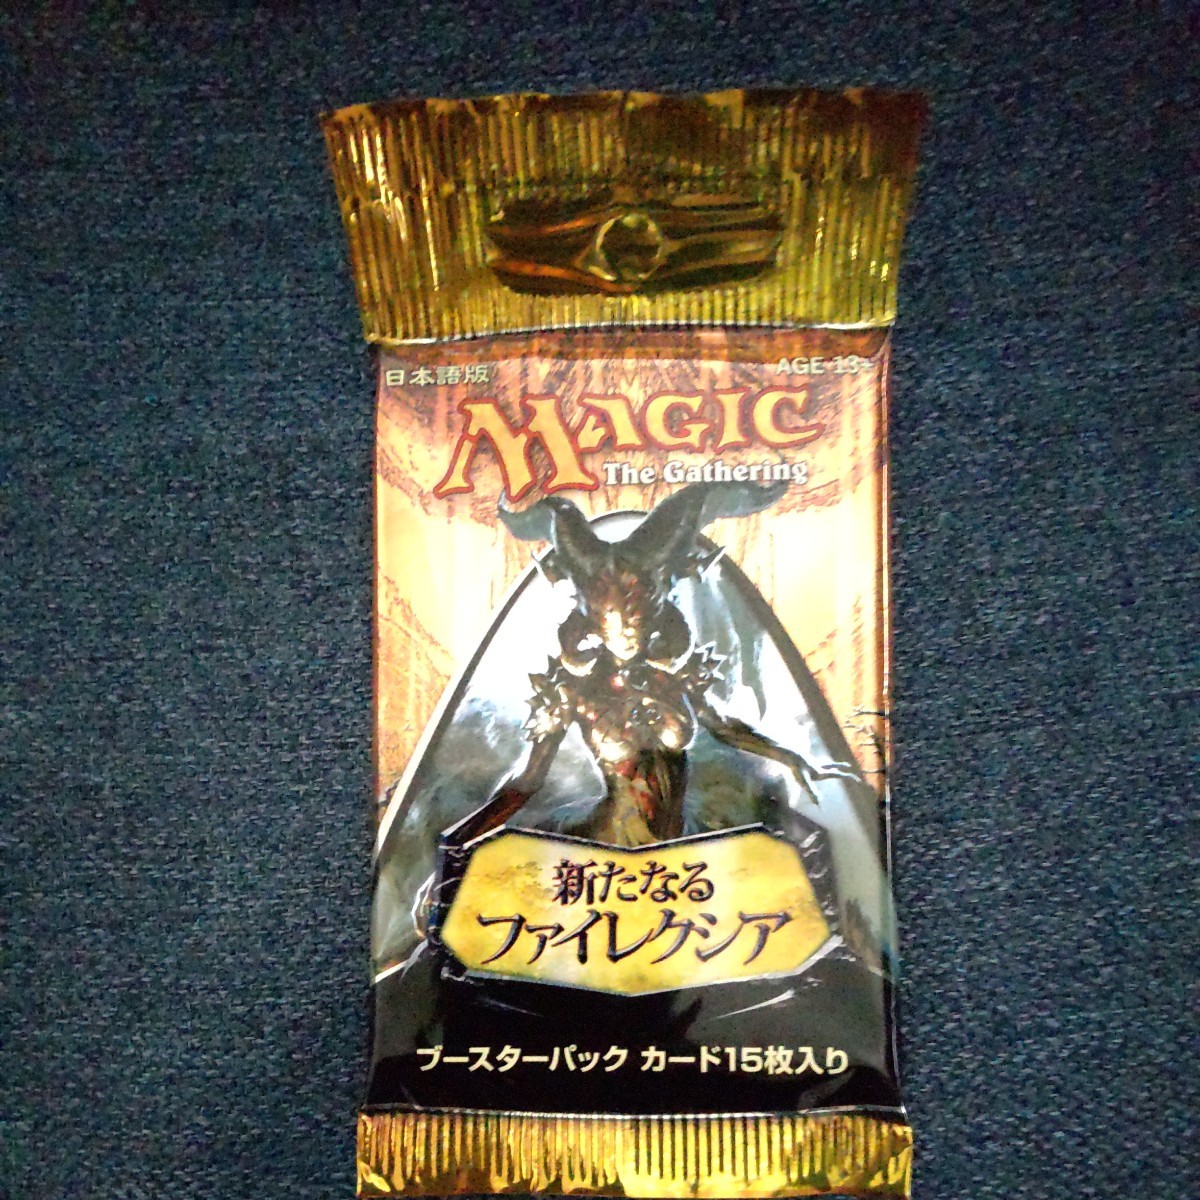 日本語版
AGE 13+
MAGIC
The Gathering
新たなる
ファイレクシア
ブースターパック カード15枚入り